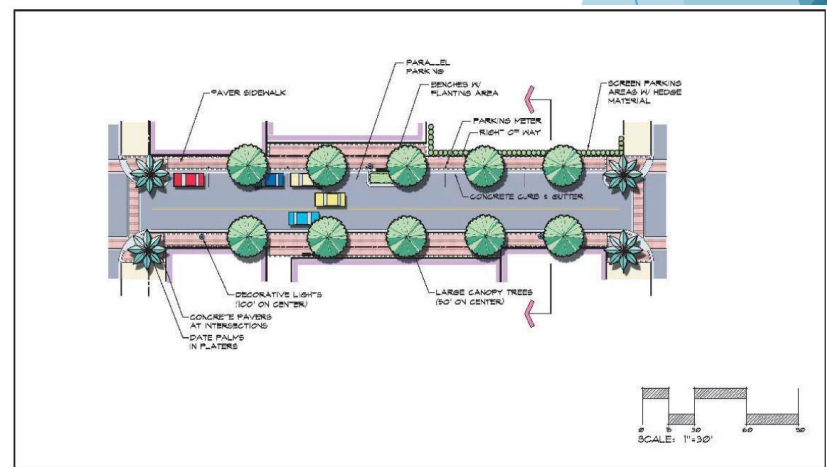 PARALLEL
PARKING
BENCHES W/
PLANTING AREA
SCREEN PARKING
AREAS W/ HEDGE
MATERIAL
PAVER SIDEWALK
PARKING METER
RIGHT OF WAY
CONCRETE CURB & GUTTER
DECORATIVE LIGHTS
(100' ON CENTER)
LARGE CANOPY TREES
(50' ON CENTER)
CONCRETE PAVERS
AT INTERSECTIONS
DATE PALMS
IN PLATERS
0 15 30 60 90
SCALE: 1"=30'